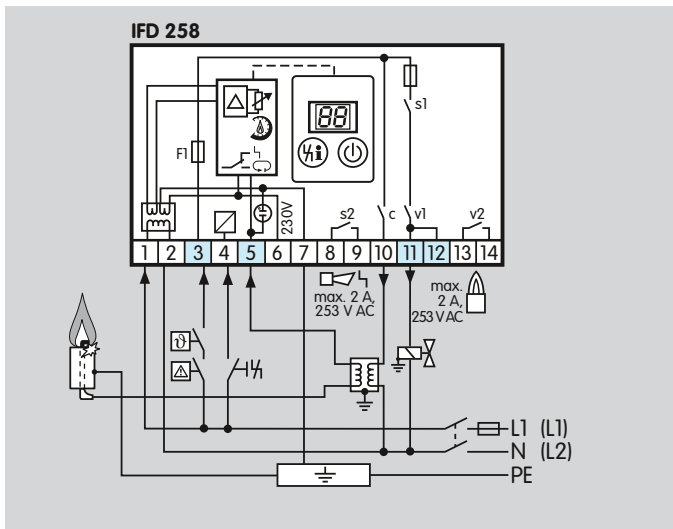 IFD 258
88
s1
F1
i
230V
s2
c
v1
v2
1 2 3 4 5 6 7 8 9 10 11 12 13 14
max. 2 A,
253 V AC
max.
2 A,
253 V AC
ϑ
L1 (L1)
N (L2)
PE